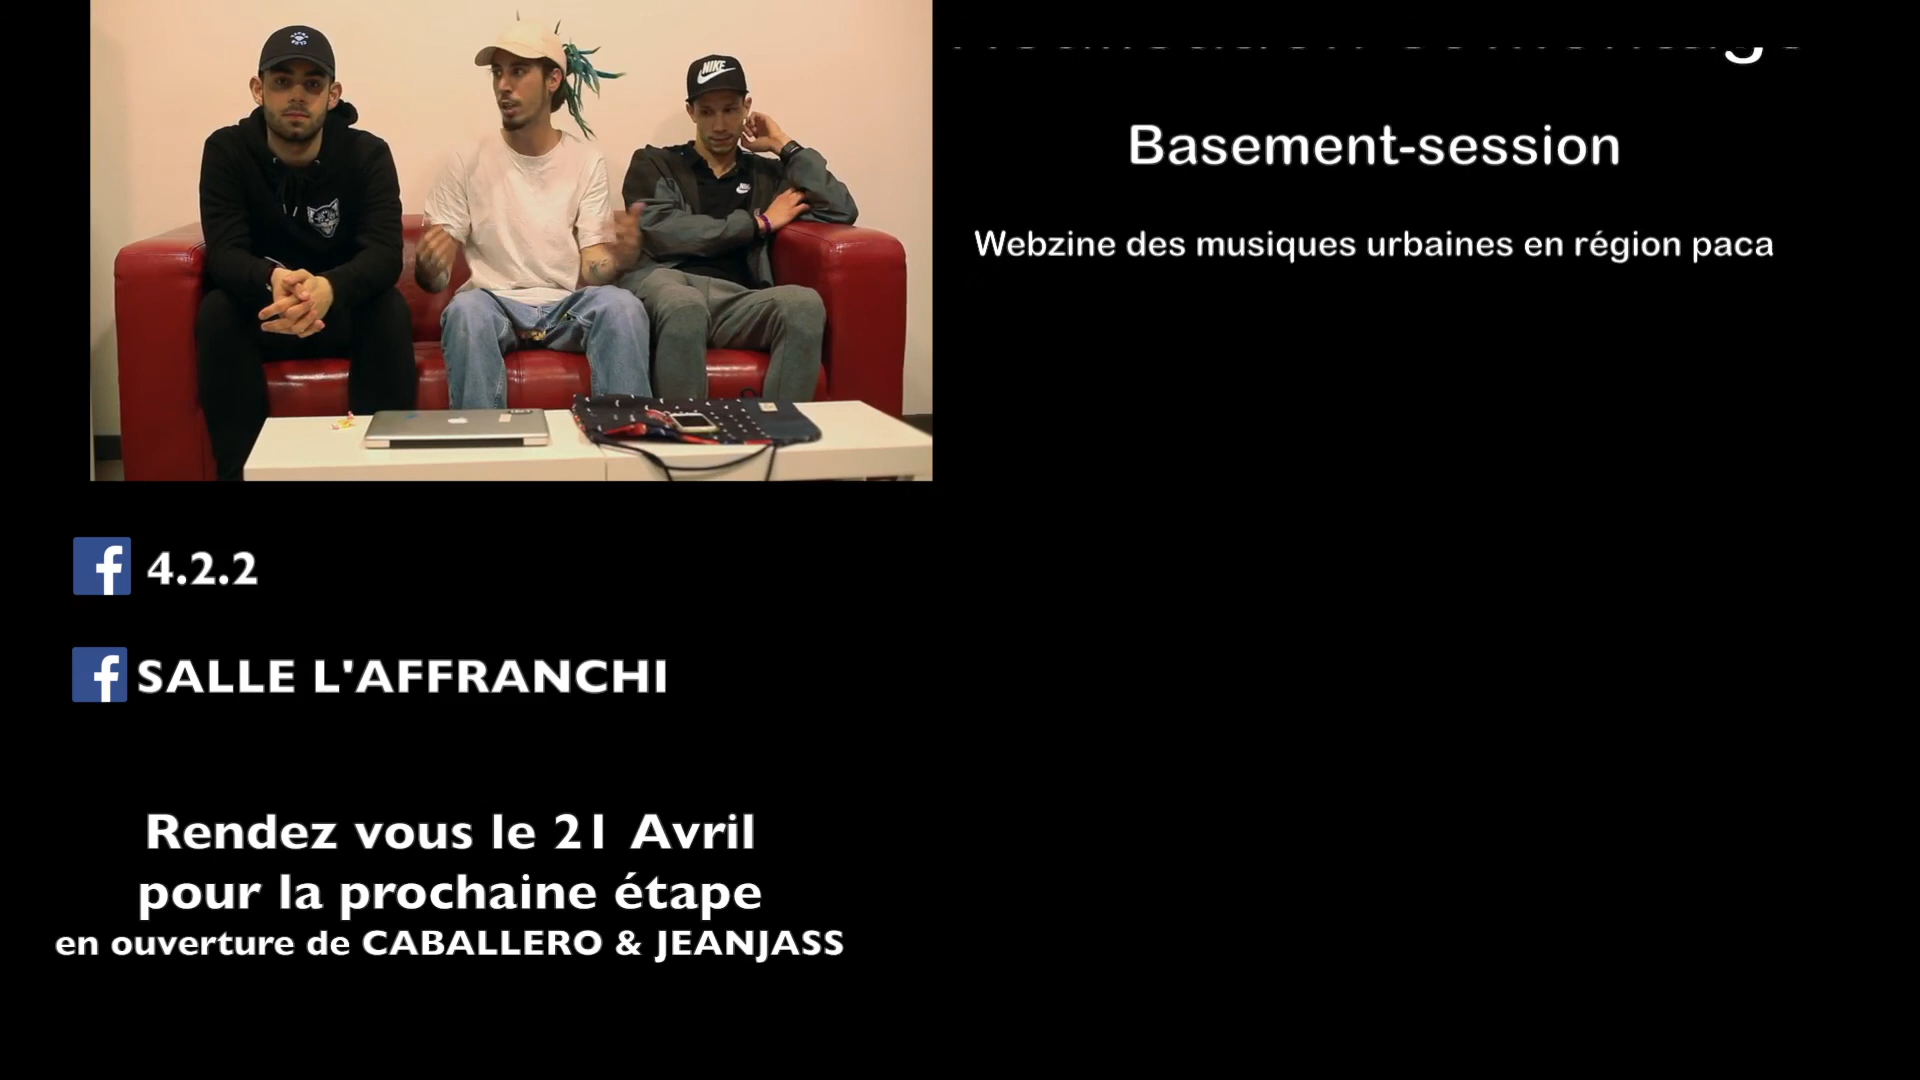 NIKE
Basement-session
Webzine des musiques urbaines en région paca
4.2.2
SALLE L'AFFRANCHI
Rendez vous le 21 Avril
pour la prochaine étape
en ouverture de CABALLERO & JEANJASS